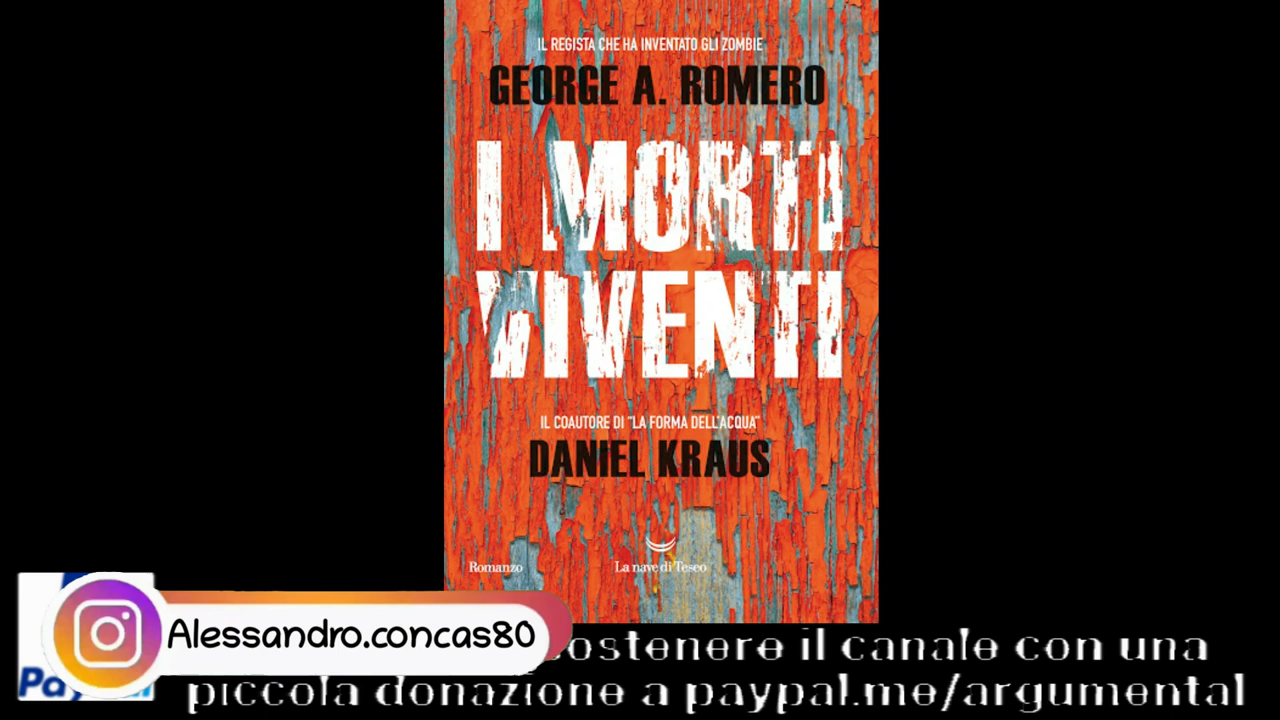 IL REGISTA CHE HA INVENTATO GLI ZOMBIE
GEORGE A. ROMERO
I MORTI
VIVENTI
IL COAUTORE DI "LA FORMA DELL'ACQUA"
DANIEL KRAUS
Romanzo
La nave di Teseo
Alessandro.concas80
sostenere il canale con una
piccola donazione a paypal.me/argumental